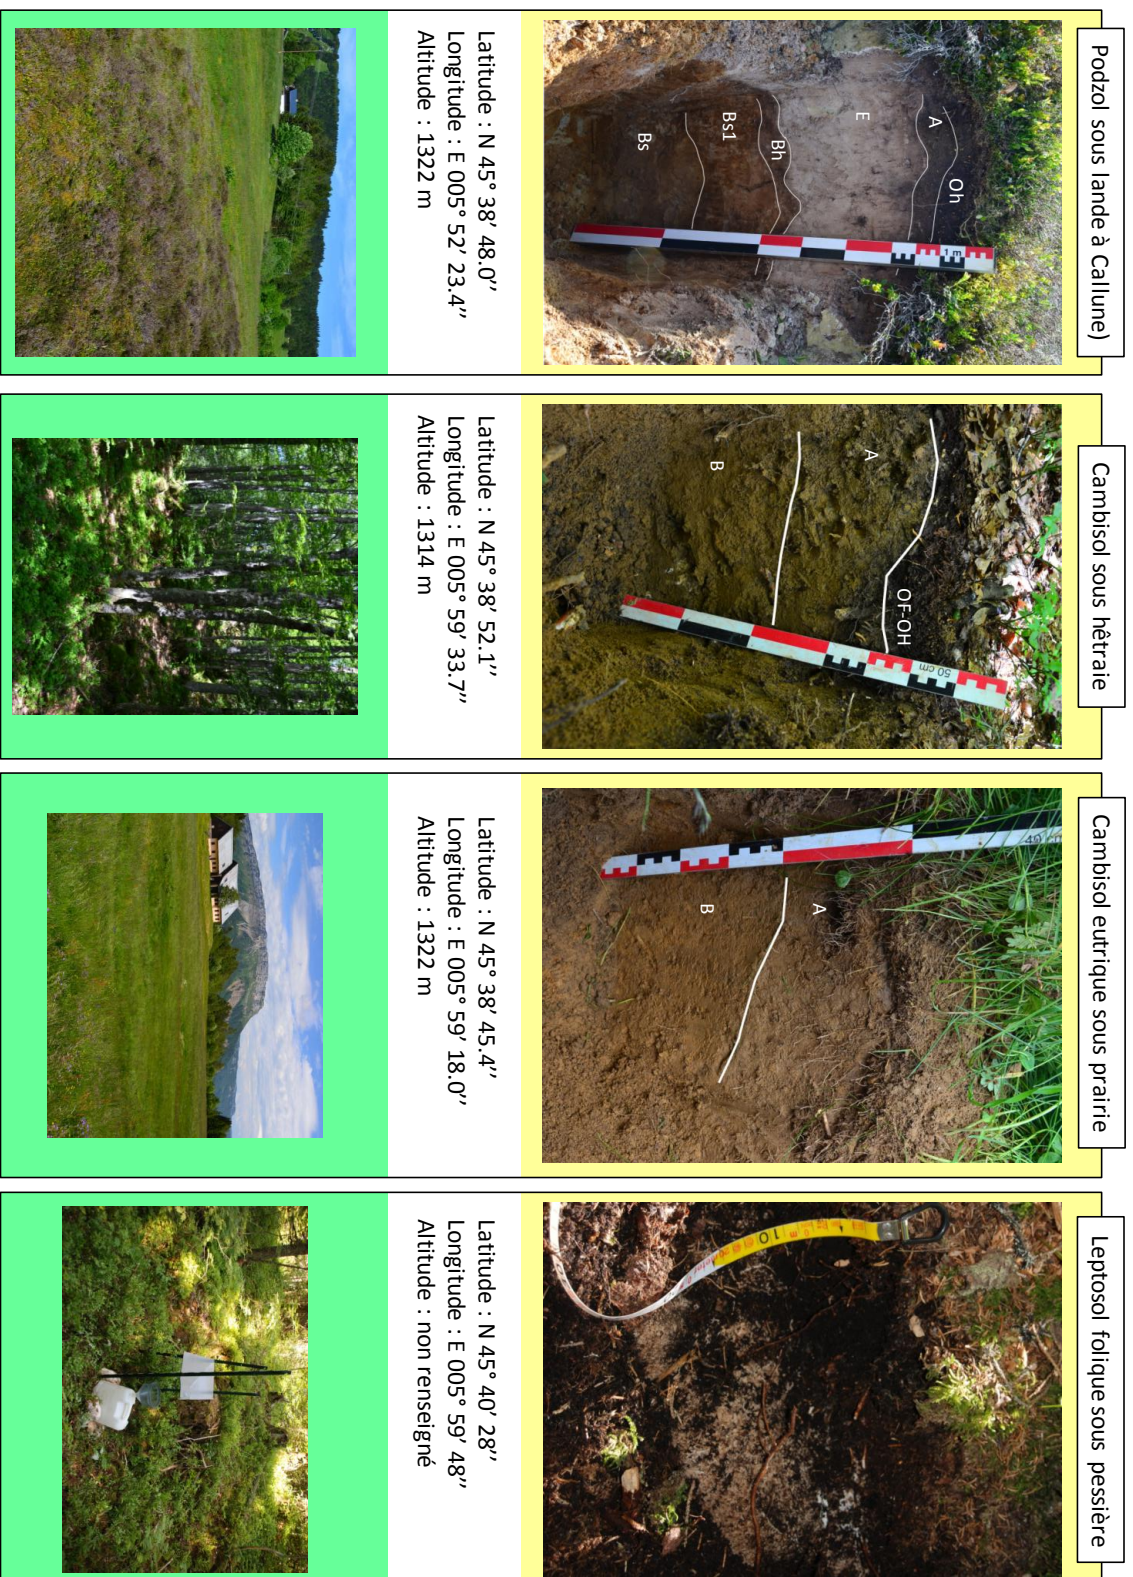 Podzol sous lande à Callune)
Oh
A
E
Bh
Bs1
Bs
1 m
Latitude : N 45° 38’ 48.0’’
Longitude : E 005° 52’ 23.4’’
Altitude : 1322 m
Cambisol sous hêtraie
OF-OH
A
B
50 cm
Latitude : N 45° 38’ 52.1’’
Longitude : E 005° 59’ 33.7’’
Altitude : 1314 m
Cambisol eutrique sous prairie
A
B
40
Latitude : N 45° 38’ 45.4’’
Longitude : E 005° 59’ 18.0’’
Altitude : 1322 m
Leptosol folique sous pessière
10
m
Latitude : N 45° 40’ 28’’
Longitude : E 005° 59’ 48’’
Altitude : non renseigné